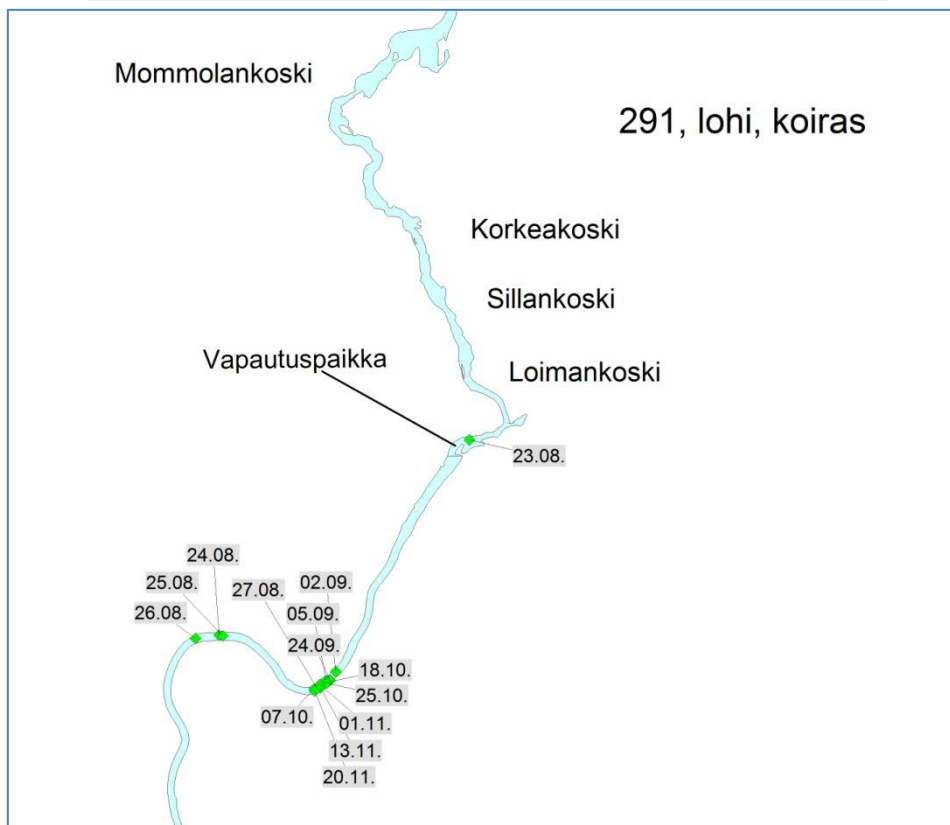 Mommolankoski
291, lohi, koiras
Korkeakoski
Sillankoski
Vapautuspaikka
Loimankoski
23.08.
24.08.
25.08.
26.08.
27.08.
02.09.
05.09.
24.09.
18.10.
25.10.
07.10.
01.11.
13.11.
20.11.